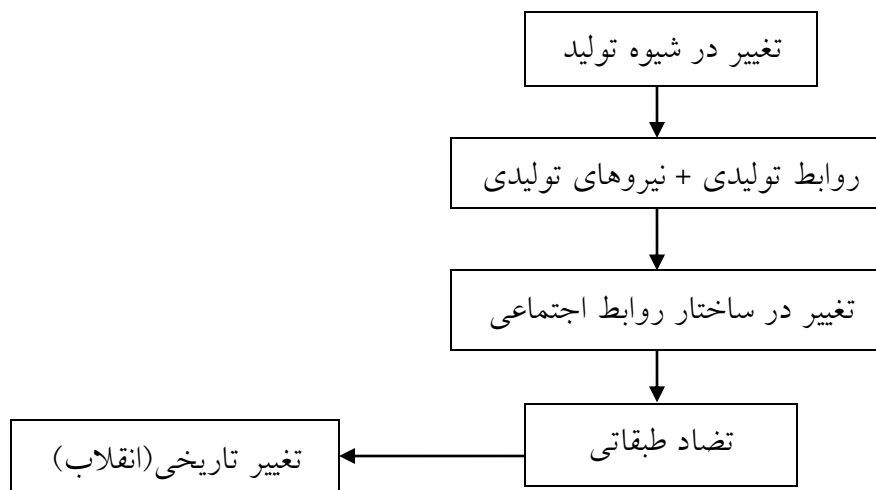 تغییر در شیوه تولید
روابط تولیدی + نیروهای تولیدی
تغییر در ساختار روابط اجتماعی
تضاد طبقاتی
تغییر تاریخی(انقلاب)